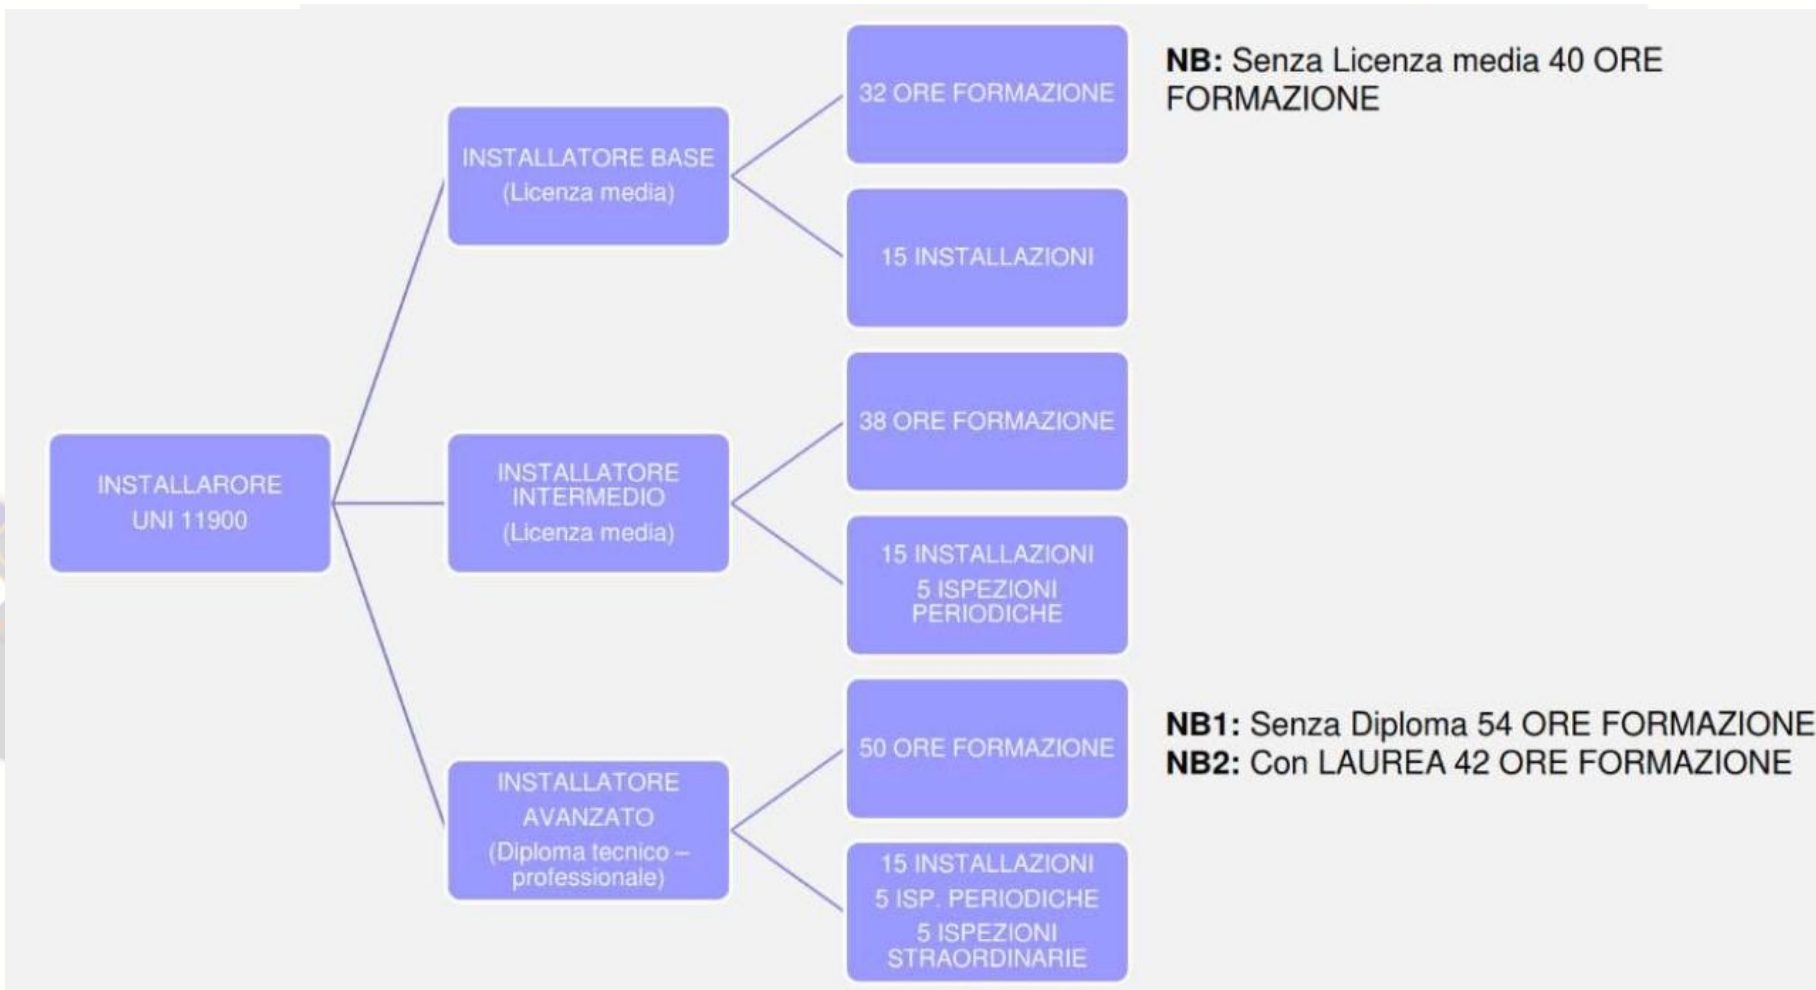 INSTALLARORE
UNI 11900
INSTALLATORE BASE
(Licenza media)
32 ORE FORMAZIONE
NB: Senza Licenza media 40 ORE
FORMAZIONE
15 INSTALLAZIONI
INSTALLATORE
INTERMEDIO
(Licenza media)
38 ORE FORMAZIONE
15 INSTALLAZIONI
5 ISPEZIONI
PERIODICHE
INSTALLATORE
AVANZATO
(Diploma tecnico –
professionale)
50 ORE FORMAZIONE
NB1: Senza Diploma 54 ORE FORMAZIONE
NB2: Con LAUREA 42 ORE FORMAZIONE
15 INSTALLAZIONI
5 ISP. PERIODICHE
5 ISPEZIONI
STRAORDINARIE